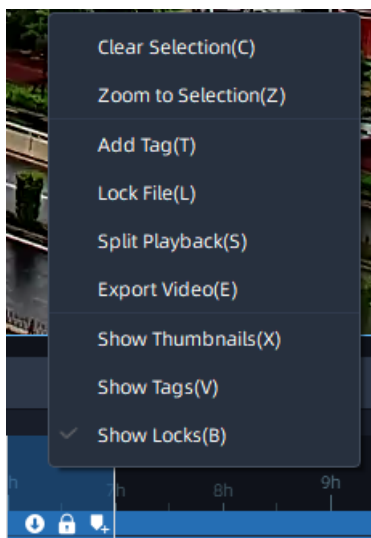 Clear Selection(C)
Zoom to Selection(Z)
Add Tag(T)
Lock File(L)
Split Playback(S)
Export Video(E)
Show Thumbnails(X)
Show Tags(V)
Show Locks(B)
h 7h 8h 9h